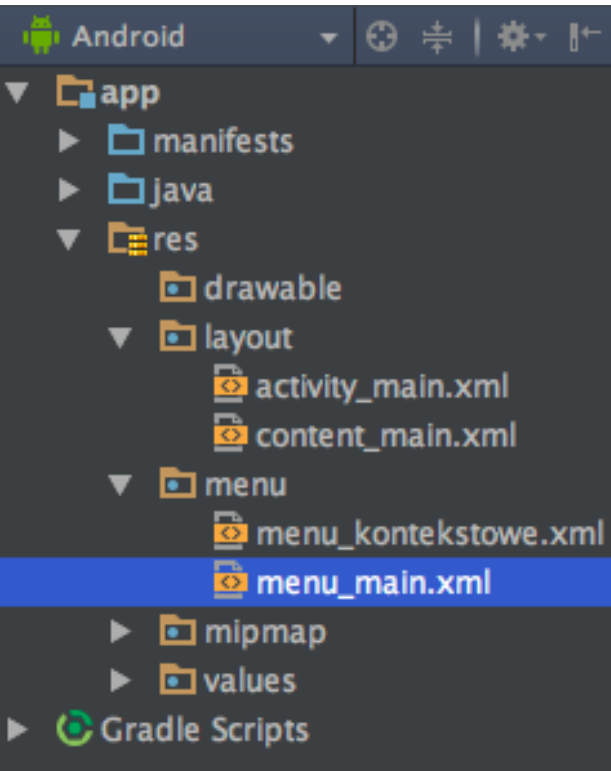 Android
app
manifests
java
res
drawable
layout
activity_main.xml
content_main.xml
menu
menu_kontekstowe.xml
menu_main.xml
mipmap
values
Gradle Scripts